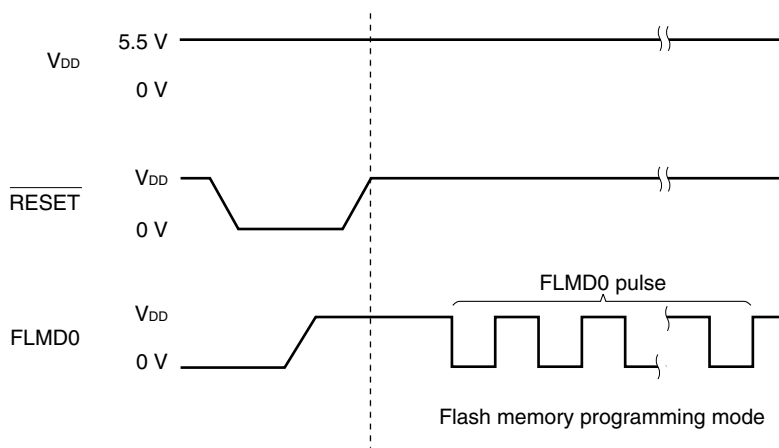 5.5 V
VDD
0 V
VDD
RESET
0 V
FLMD0 pulse
VDD
FLMD0
0 V
Flash memory programming mode